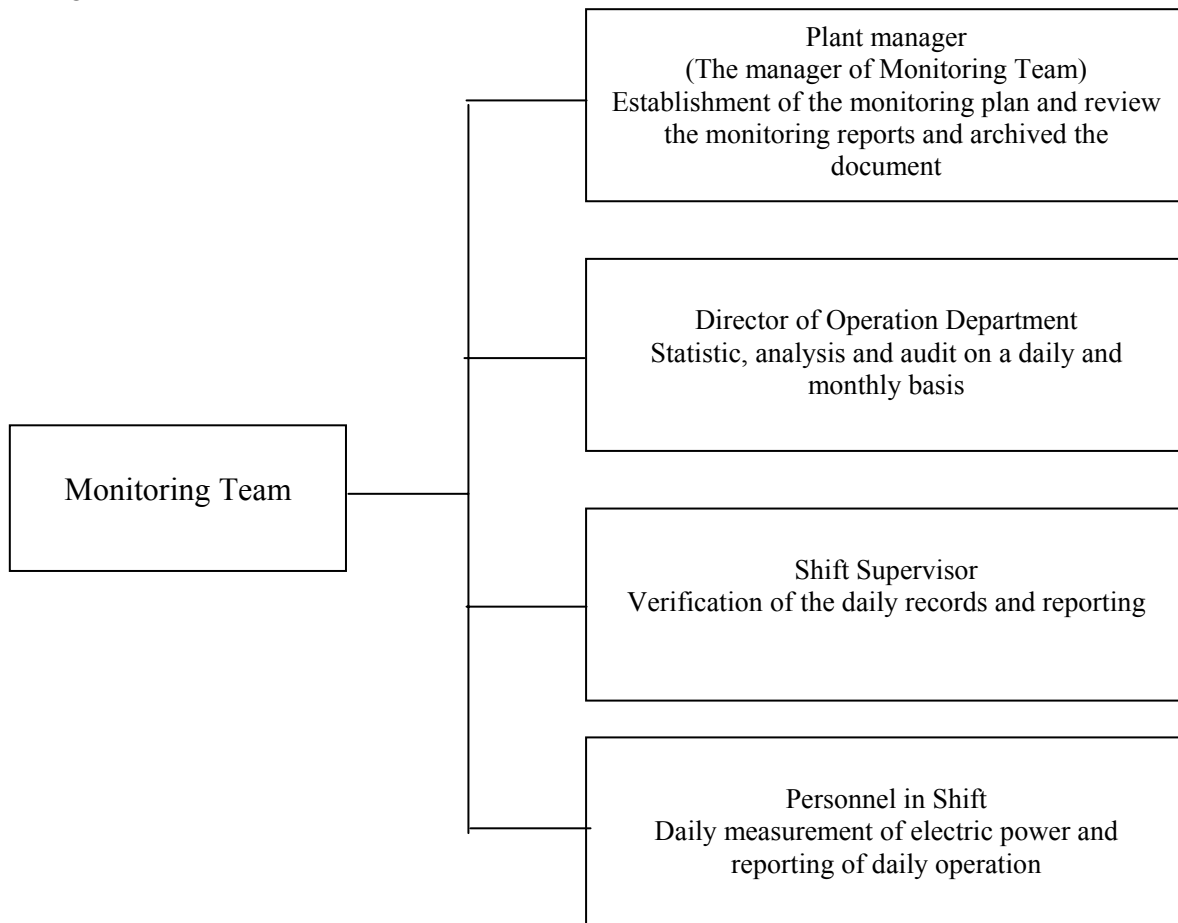 Plant manager
(The manager of Monitoring Team)
Establishment of the monitoring plan and review
the monitoring reports and archived the
document
Director of Operation Department
Statistic, analysis and audit on a daily and
monthly basis
Monitoring Team
Shift Supervisor
Verification of the daily records and reporting
Personnel in Shift
Daily measurement of electric power and
reporting of daily operation